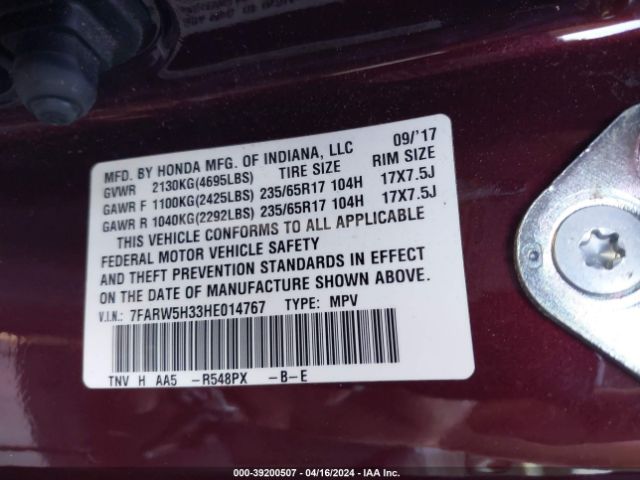 MFD. BY HONDA MFG. OF INDIANA, LLC 09/'17
GVWR 2130KG(4695LBS) TIRE SIZE RIM SIZE
GAWR F 1100KG(2425LBS) 235/65R17 104H 17X7.5J
GAWR R 1040KG(2292LBS) 235/65R17 104H 17X7.5J
THIS VEHICLE CONFORMS TO ALL APPLICABLE
FEDERAL MOTOR VEHICLE SAFETY
AND THEFT PREVENTION STANDARDS IN EFFECT
ON THE DATE OF MANUFACTURE SHOWN ABOVE.
V.I.N.: 7FARW5H33HE014767 TYPE: MPV
TNV H AA5 -R548PX -B-E
000-39200507 - 04/16/2024 - IAA Inc.